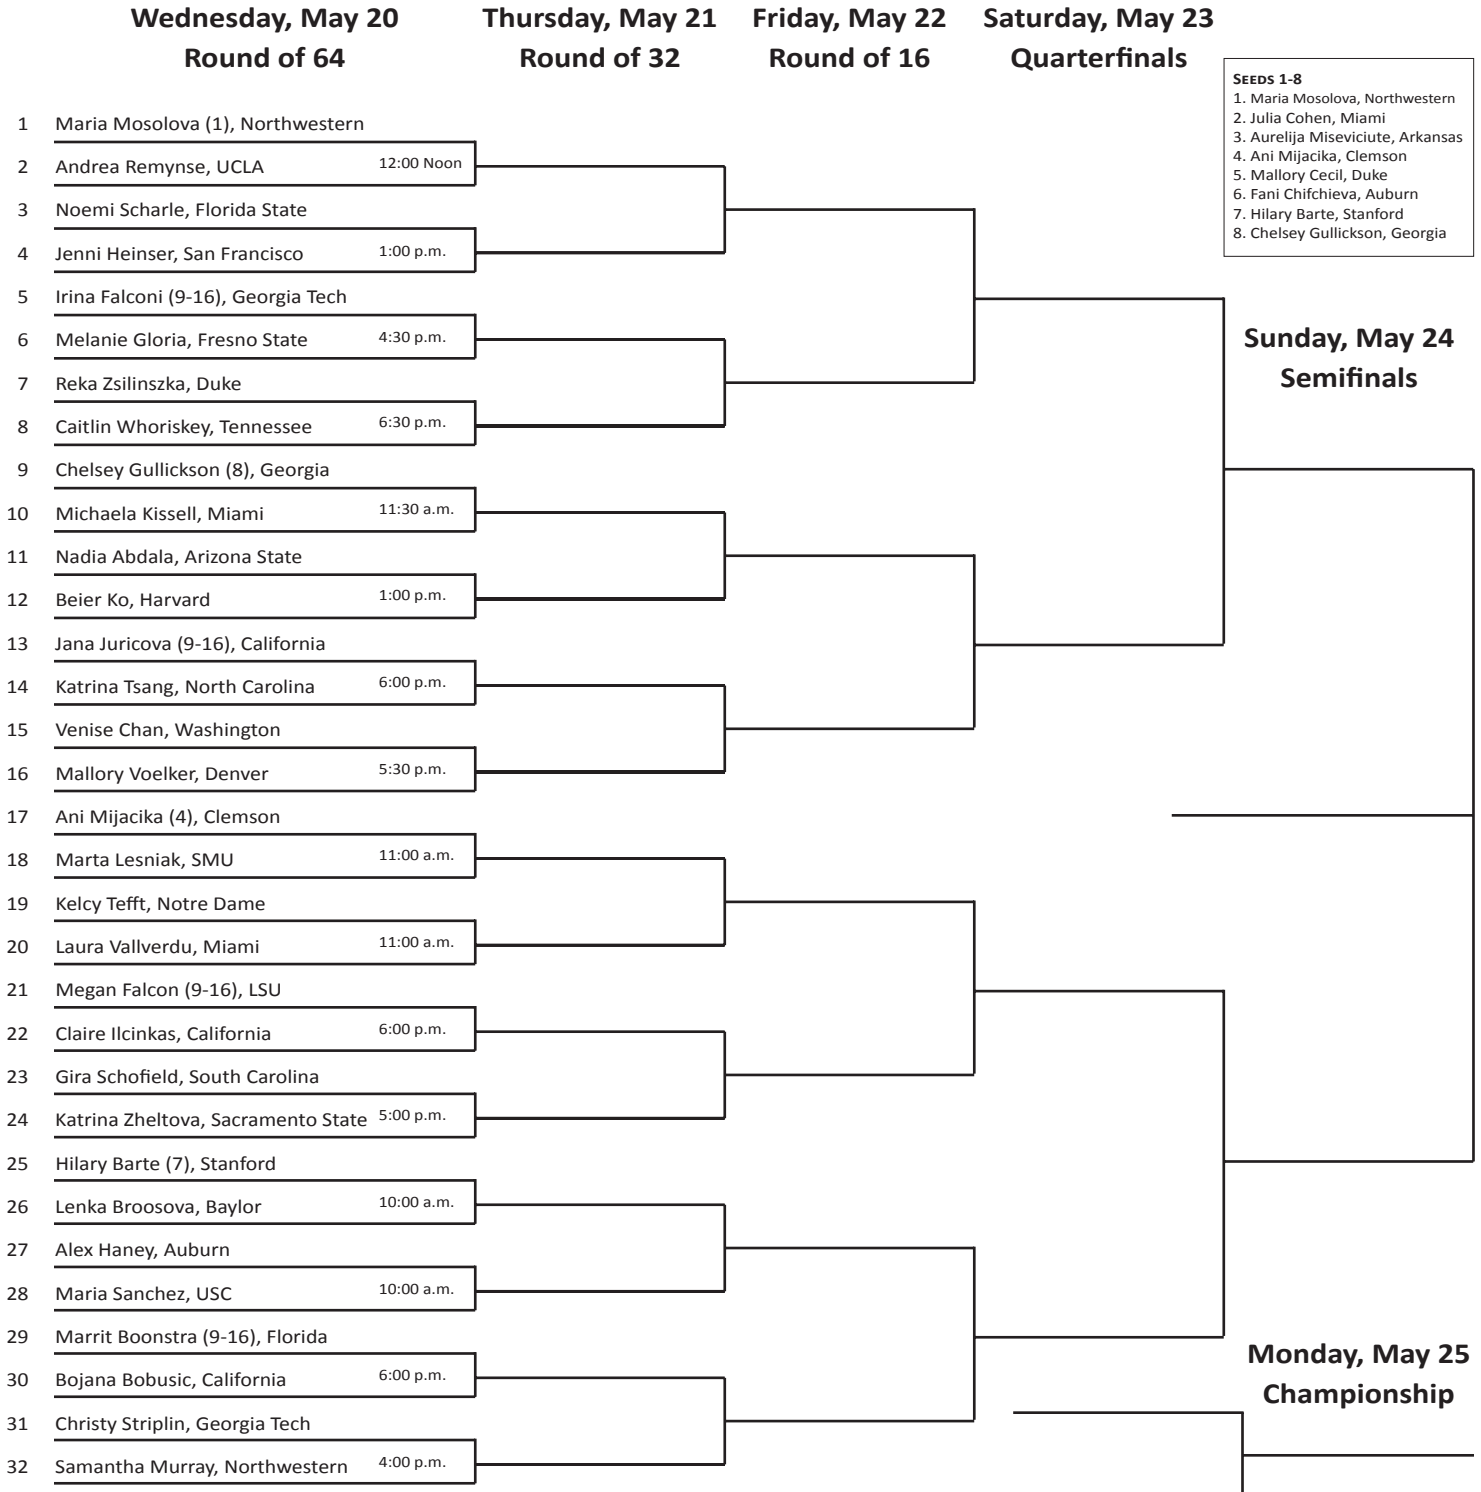 Wednesday, May 20
Round of 64
Thursday, May 21
Round of 32
Friday, May 22
Round of 16
Saturday, May 23
Quarterfinals
SEEDS 1-8
1. Maria Mosolova, Northwestern
2. Julia Cohen, Miami
3. Aurelija Miseviciute, Arkansas
4. Ani Mijacika, Clemson
5. Mallory Cecil, Duke
6. Fani Chifchieva, Auburn
7. Hilary Barte, Stanford
8. Chelsey Gullickson, Georgia
1 Maria Mosolova (1), Northwestern
2 Andrea Remynse, UCLA 12:00 Noon
3 Noemi Scharle, Florida State
4 Jenni Heinser, San Francisco 1:00 p.m.
5 Irina Falconi (9-16), Georgia Tech
6 Melanie Gloria, Fresno State 4:30 p.m.
7 Reka Zsilinszka, Duke
8 Caitlin Whoriskey, Tennessee 6:30 p.m.
Sunday, May 24
Semifinals
9 Chelsey Gullickson (8), Georgia
10 Michaela Kissell, Miami 11:30 a.m.
11 Nadia Abdala, Arizona State
12 Beier Ko, Harvard 1:00 p.m.
13 Jana Juricova (9-16), California
14 Katrina Tsang, North Carolina 6:00 p.m.
15 Venise Chan, Washington
16 Mallory Voelker, Denver 5:30 p.m.
17 Ani Mijacika (4), Clemson
18 Marta Lesniak, SMU 11:00 a.m.
19 Kelcy Tefft, Notre Dame
20 Laura Vallverdu, Miami 11:00 a.m.
21 Megan Falcon (9-16), LSU
22 Claire Ilcinkas, California 6:00 p.m.
23 Gira Schofield, South Carolina
24 Katrina Zheltova, Sacramento State 5:00 p.m.
25 Hilary Barte (7), Stanford
26 Lenka Broosova, Baylor 10:00 a.m.
27 Alex Haney, Auburn
28 Maria Sanchez, USC 10:00 a.m.
29 Marrit Boonstra (9-16), Florida
30 Bojana Bobusic, California 6:00 p.m.
31 Christy Striplin, Georgia Tech
32 Samantha Murray, Northwestern 4:00 p.m.
Monday, May 25
Championship